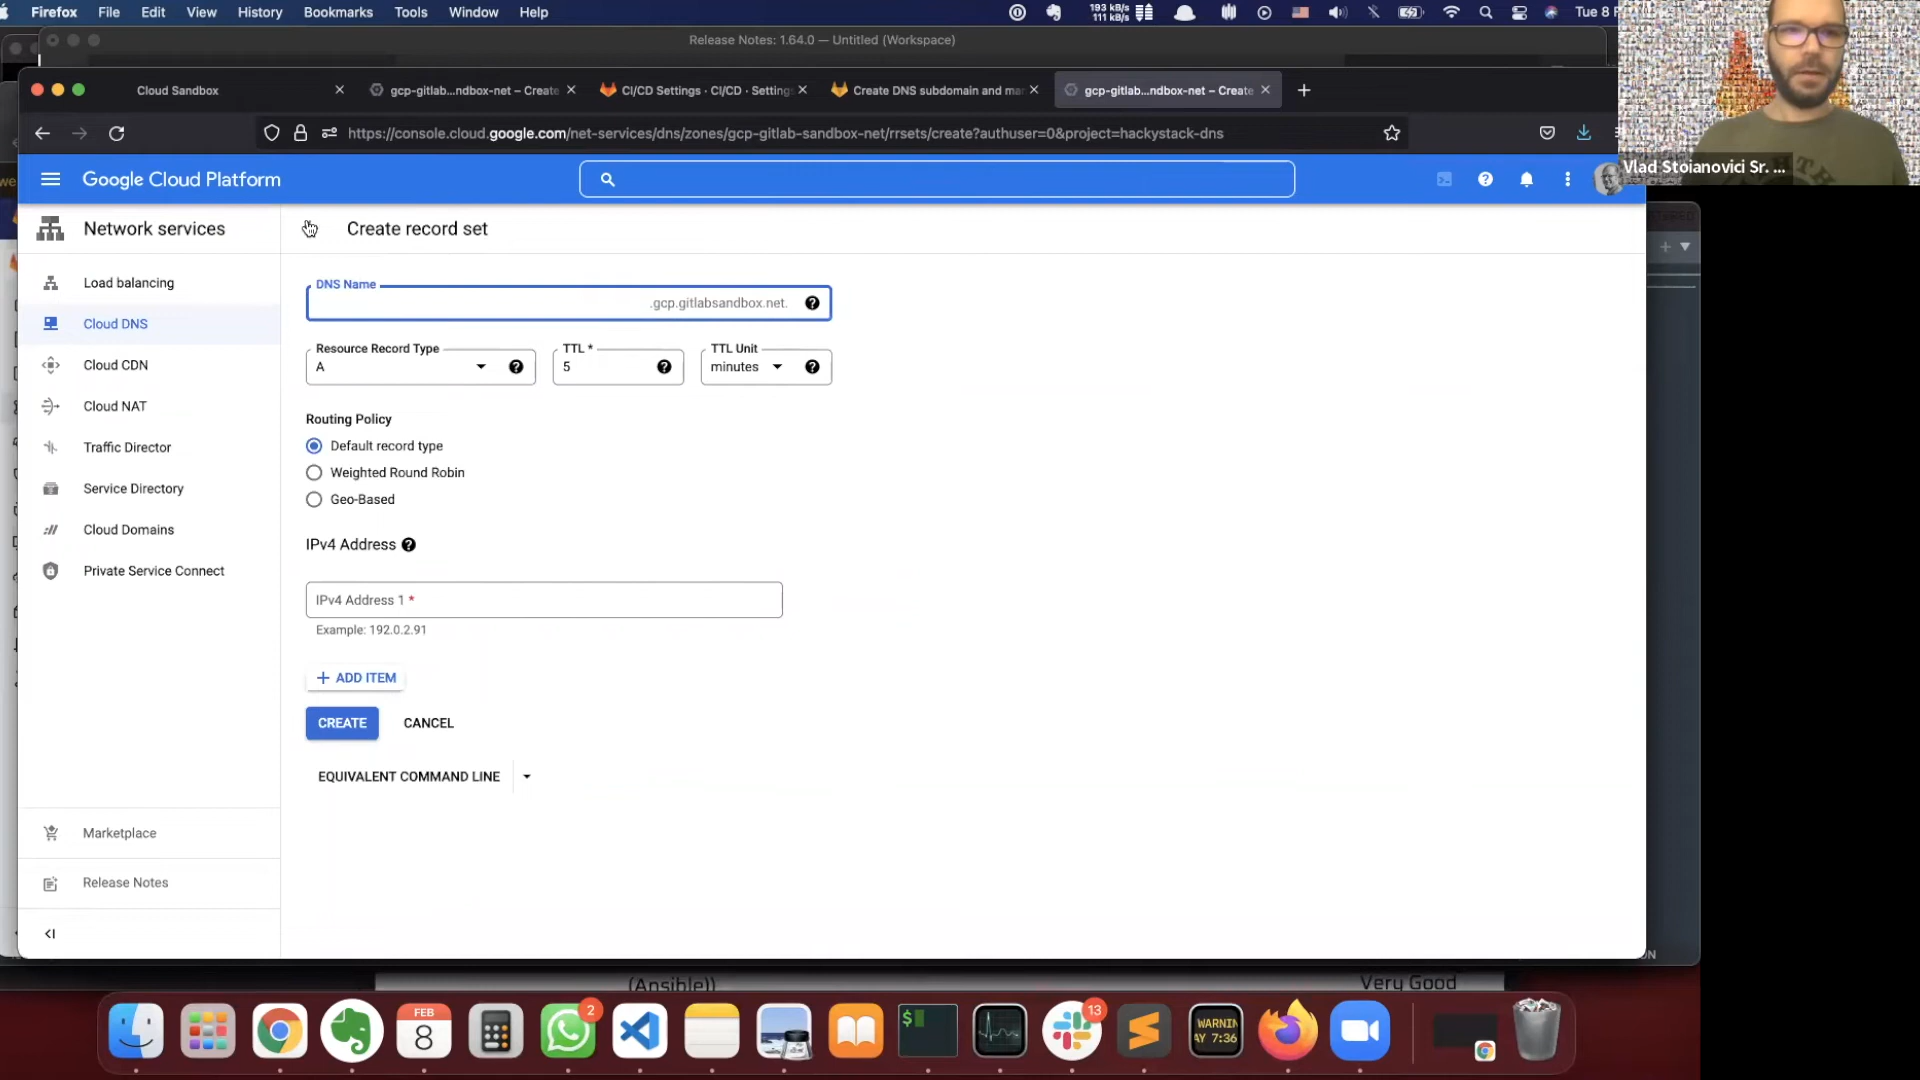 Firefox File Edit View History Bookmarks Tools Window Help
193 kB/s
111 kB/s
Tue 8 F
Release Notes: 1.64.0 — Untitled (Workspace)
Cloud Sandbox
gcp-gitlab...ndbox-net – Create
CI/CD Settings · CI/CD · Settings
Create DNS subdomain and ma
gcp-gitlab...ndbox-net – Create
https://console.cloud.google.com/net-services/dns/zones/gcp-gitlab-sandbox-net/rrsets/create?authuser=0&project=hackystack-dns
Vlad Stoianovici Sr. ...
Google Cloud Platform
Network services
Create record set
Load balancing
Cloud DNS
Cloud CDN
Cloud NAT
Traffic Director
Service Directory
Cloud Domains
Private Service Connect
Marketplace
Release Notes
DNS Name
.gcp.gitlabsandbox.net.
Resource Record Type
A
TTL *
5
TTL Unit
minutes
Routing Policy
Default record type
Weighted Round Robin
Geo-Based
IPv4 Address
IPv4 Address 1 *
Example: 192.0.2.91
+ ADD ITEM
CREATE CANCEL
EQUIVALENT COMMAND LINE
(Ansible))
Very Good
FEB
8
2
$
13
WARNIN
AY 7:36